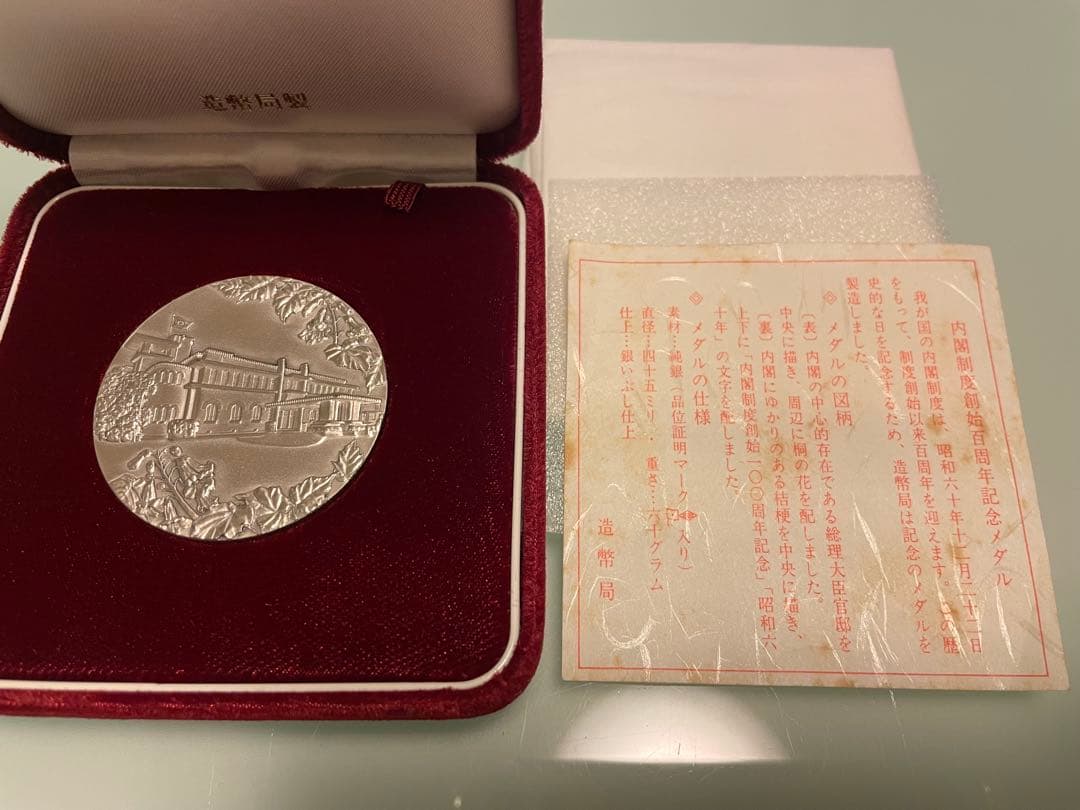 造幣局製
内閣制度創始百周年記念メダル
我が国の内閣制度は、昭和六十年十二月二十二日
をもって、制度創始以来百周年を迎えます。この歴
史的な日を記念するため、造幣局は記念のメダルを
製造しました。
◎ メダルの図柄
（表）内閣の中心的存在である総理大臣官邸を
中央に描き、周辺に桐の花を配しました。
（裏）内閣にゆかりのある桔梗を中央に描き、
上下に「内閣制度創始一〇〇周年記念」「昭和六
十年」の文字を配しました。
◎ メダルの仕様
素材…純銀（品位証明マーク入り）
直径…四十五ミリ 重さ…六十グラム
仕上…銀いぶし仕上
造幣局